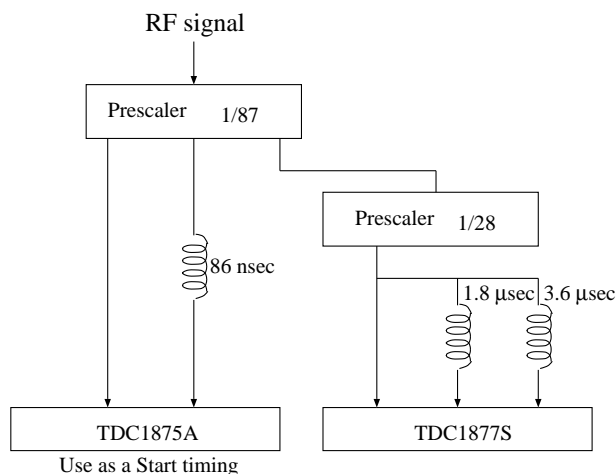 RF signal
Prescaler 1/87
Prescaler 1/28
86 nsec
1.8 μsec 3.6 μsec
TDC1875A
TDC1877S
Use as a Start timing